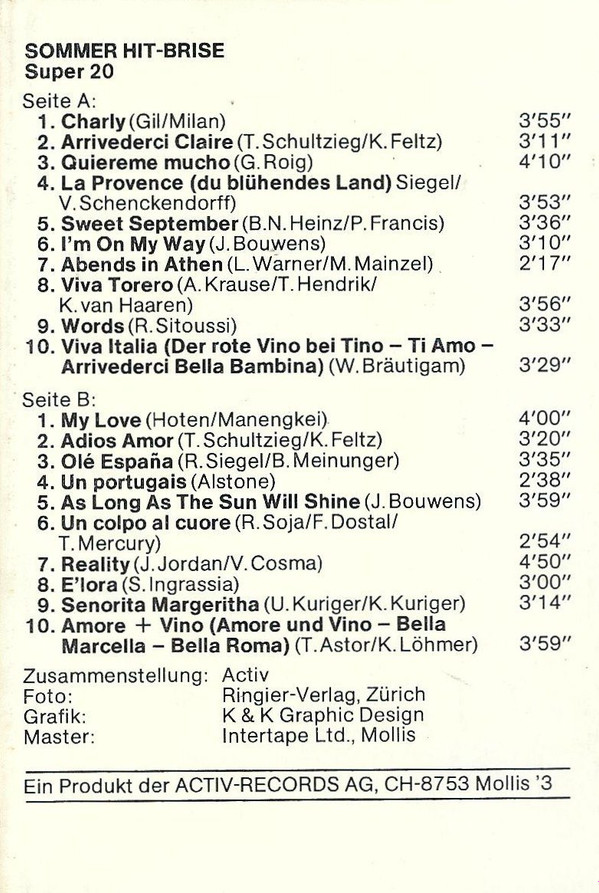 SOMMER HIT-BRISE
Super 20
Seite A:
1. Charly (Gil/Milan) 3'55"
2. Arrivederci Claire (T. Schultzieg/K. Feltz) 3'11"
3. Quiereme mucho (G. Roig) 4'10"
4. La Provence (du blühendes Land) Siegel/
V. Schenckendorff) 3'53"
5. Sweet September (B.N. Heinz/P. Francis) 3'36"
6. I'm On My Way (J. Bouwens) 3'10"
7. Abends in Athen (L. Warner/M. Mainzel) 2'17"
8. Viva Torero (A. Krause/T. Hendrik/
K. van Haaren) 3'56"
9. Words (R. Sitoussi) 3'33"
10. Viva Italia (Der rote Vino bei Tino – Ti Amo –
Arrivederci Bella Bambina) (W. Bräutigam) 3'29"
Seite B:
1. My Love (Hoten/Manengkei) 4'00"
2. Adios Amor (T. Schultzieg/K. Feltz) 3'20"
3. Olé España (R. Siegel/B. Meinunger) 3'35"
4. Un portugais (Alstone) 2'38"
5. As Long As The Sun Will Shine (J. Bouwens) 3'59"
6. Un colpo al cuore (R. Soja/F. Dostal/
T. Mercury) 2'54"
7. Reality (J. Jordan/V. Cosma) 4'50"
8. E'lora (S. Ingrassia) 3'00"
9. Senorita Margeritha (U. Kuriger/K. Kuriger) 3'14"
10. Amore + Vino (Amore und Vino – Bella
Marcella – Bella Roma) (T. Astor/K. Löhmer) 3'59"
Zusammenstellung: Activ
Foto: Ringier-Verlag, Zürich
Grafik: K & K Graphic Design
Master: Intertape Ltd., Mollis
Ein Produkt der ACTIV-RECORDS AG, CH-8753 Mollis '3